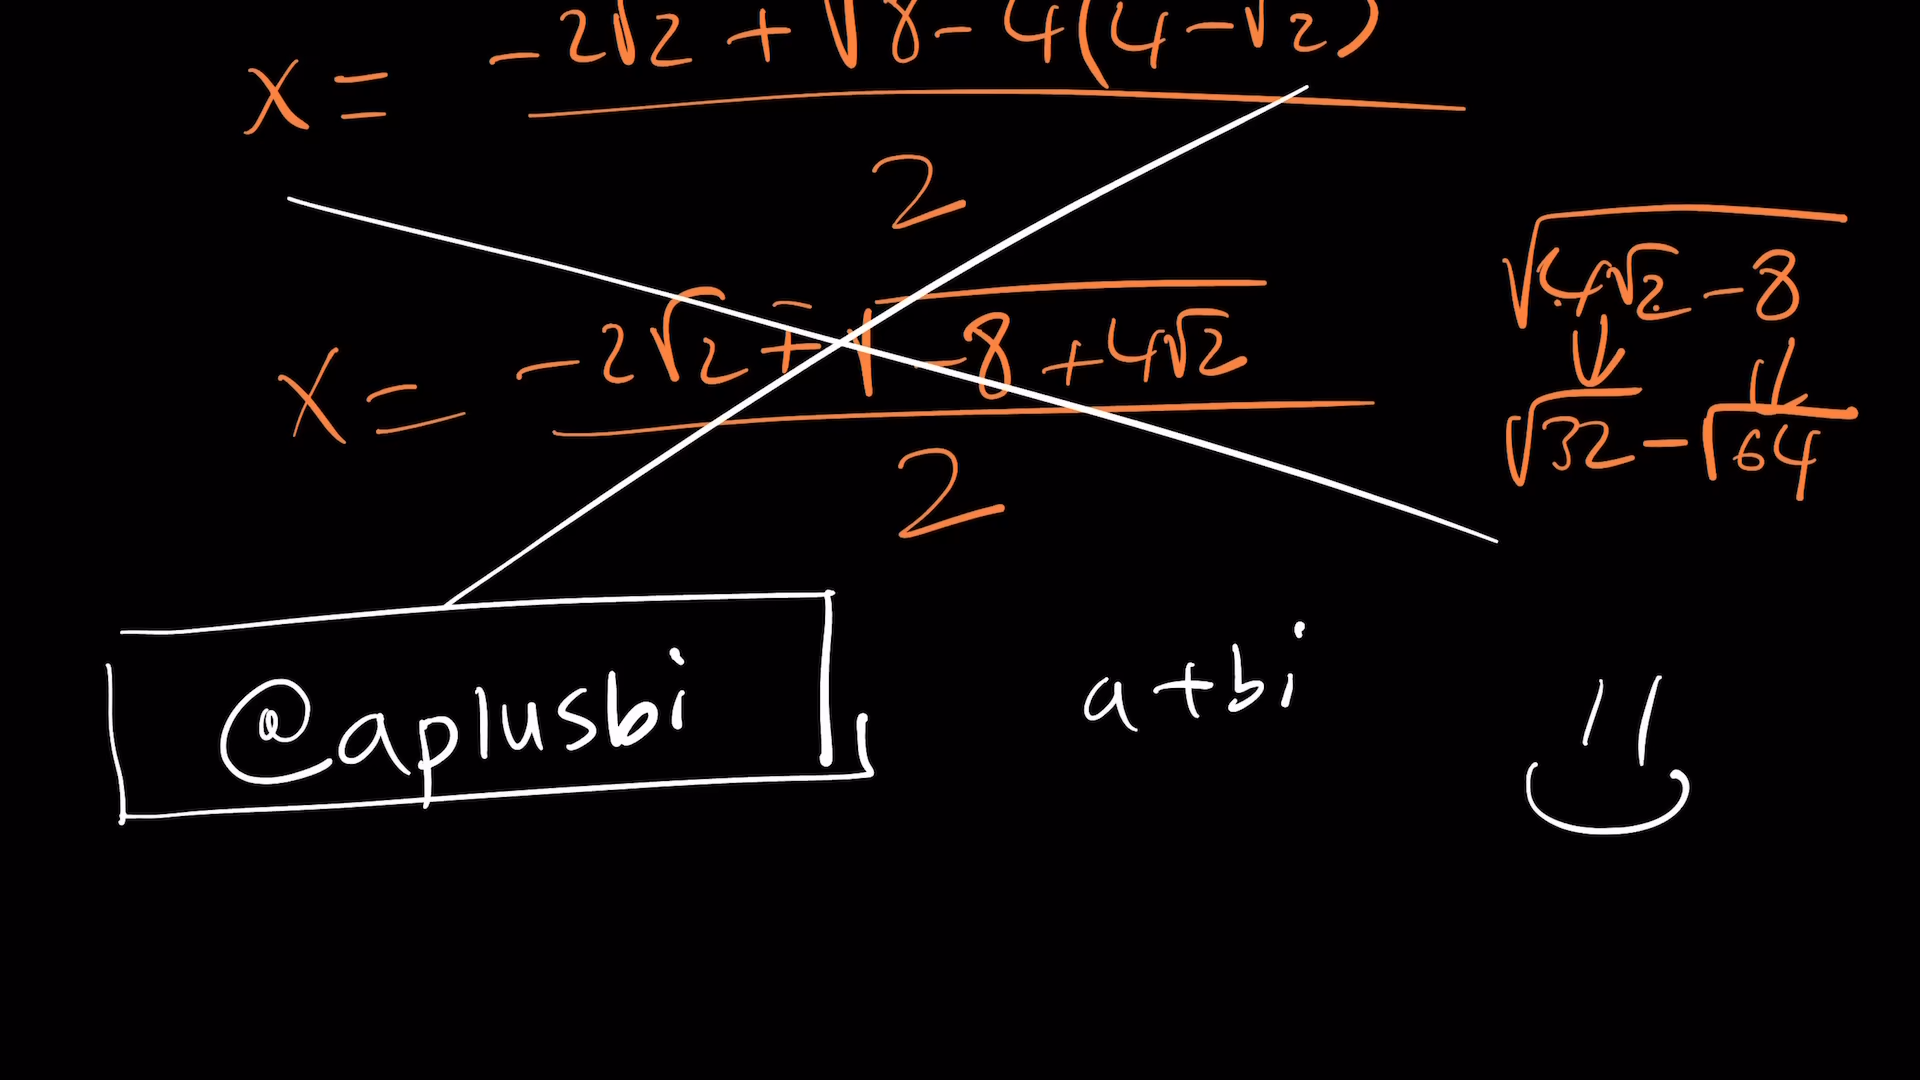 x = (-2√2 + √8 - 4(4-√2)) / 2
x = (-2√2 ∓ √(-8 + 4√2)) / 2
√(4√2 - 8)
√32 - √64
@aplusbi
a+bi